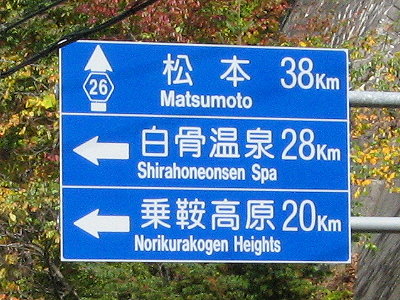 26
松本 38Km
Matsumoto
白骨温泉 28Km
Shirahoneonsen Spa
乗鞍高原 20Km
Norikurakogen Heights